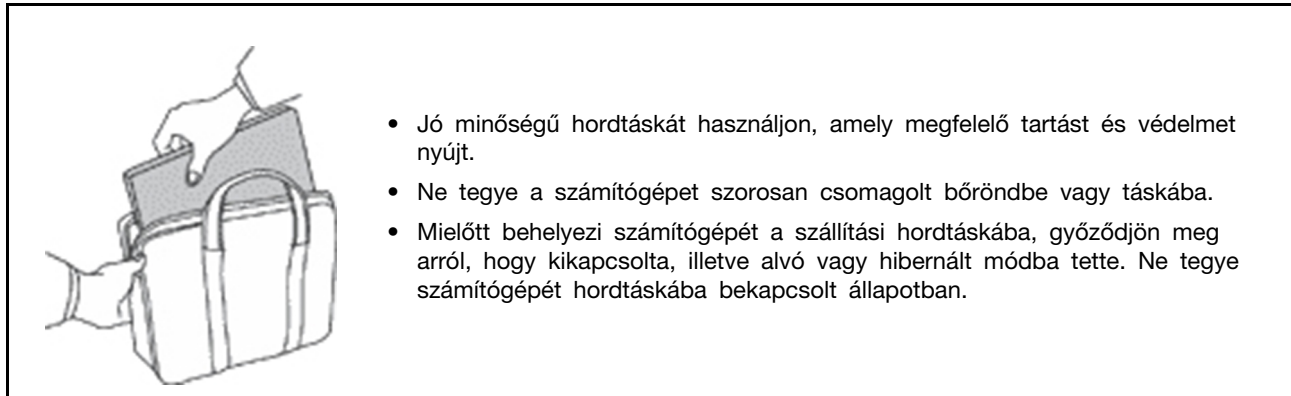 • Jó minőségű hordtáskát használjon, amely megfelelő tartást és védelmet
nyújt.
• Ne tegye a számítógépet szorosan csomagolt bőröndbe vagy táskába.
• Mielőtt behelyezi számítógépét a szállítási hordtáskába, győződjön meg
arról, hogy kikapcsolta, illetve alvó vagy hibernált módba tette. Ne tegye
számítógépét hordtáskába bekapcsolt állapotban.